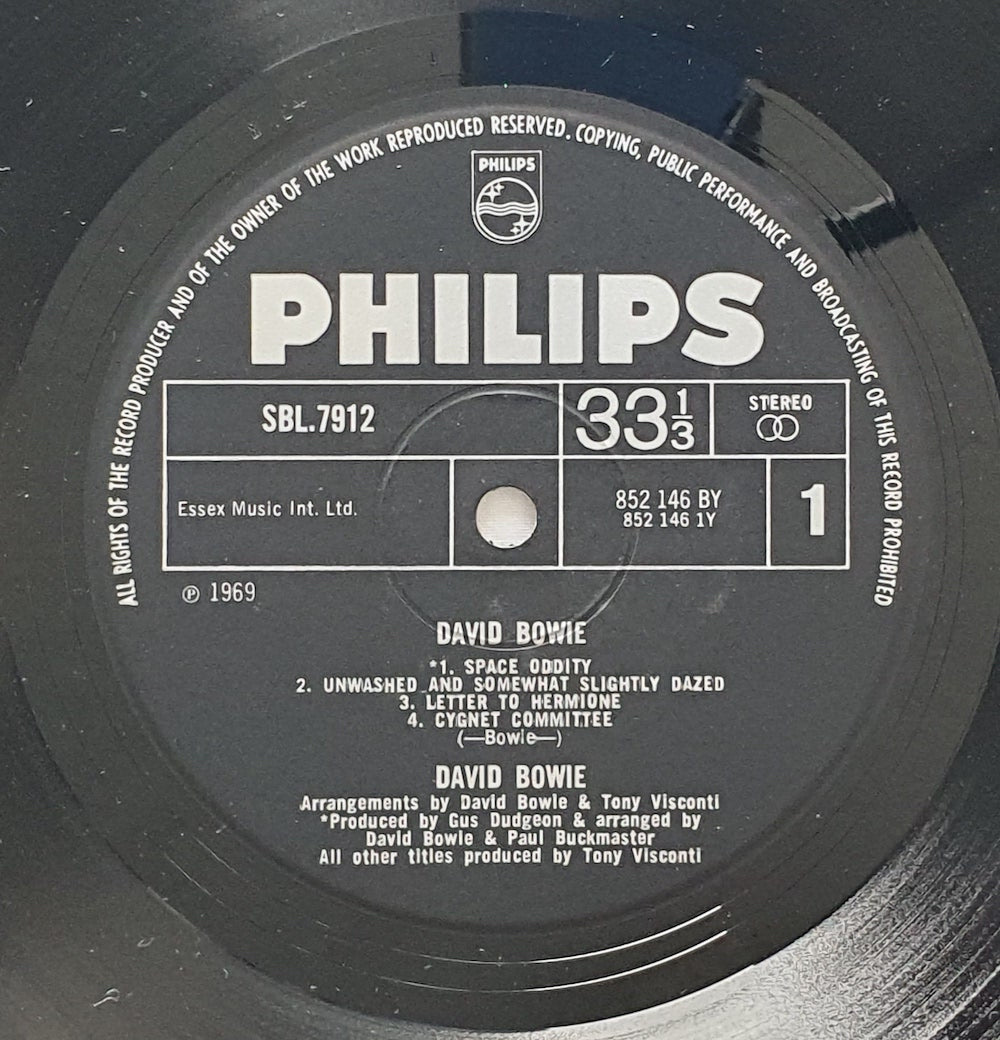 ALL RIGHTS OF THE RECORD PRODUCER AND OF THE OWNER OF THE WORK REPRODUCED RESERVED. COPYING, PUBLIC PERFORMANCE AND BROADCASTING OF THIS RECORD PROHIBITED
PHILIPS
PHILIPS
SBL.7912
33 1/3
STEREO
Essex Music Int. Ltd.
852 146 BY
852 146 1Y
1
℗ 1969
DAVID BOWIE
*1. SPACE ODDITY
2. UNWASHED AND SOMEWHAT SLIGHTLY DAZED
3. LETTER TO HERMIONE
4. CYGNET COMMITTEE
(—Bowie—)
DAVID BOWIE
Arrangements by David Bowie & Tony Visconti
*Produced by Gus Dudgeon & arranged by
David Bowie & Paul Buckmaster
All other titles produced by Tony Visconti